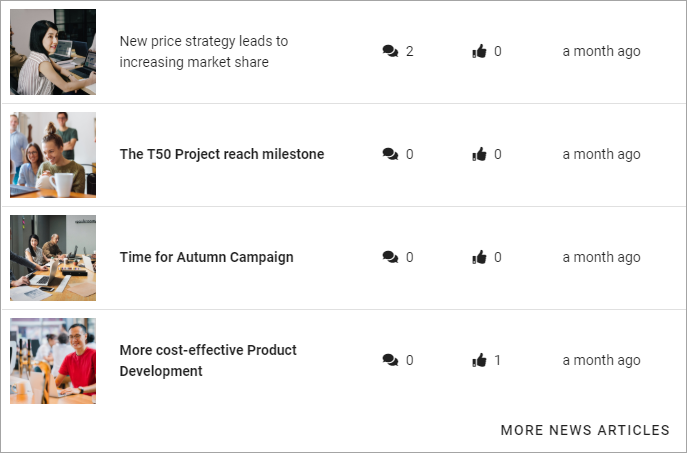 New price strategy leads to
increasing market share
2
0
a month ago
The T50 Project reach milestone
0
0
a month ago
Time for Autumn Campaign
0
0
a month ago
More cost-effective Product
Development
0
1
a month ago
MORE NEWS ARTICLES